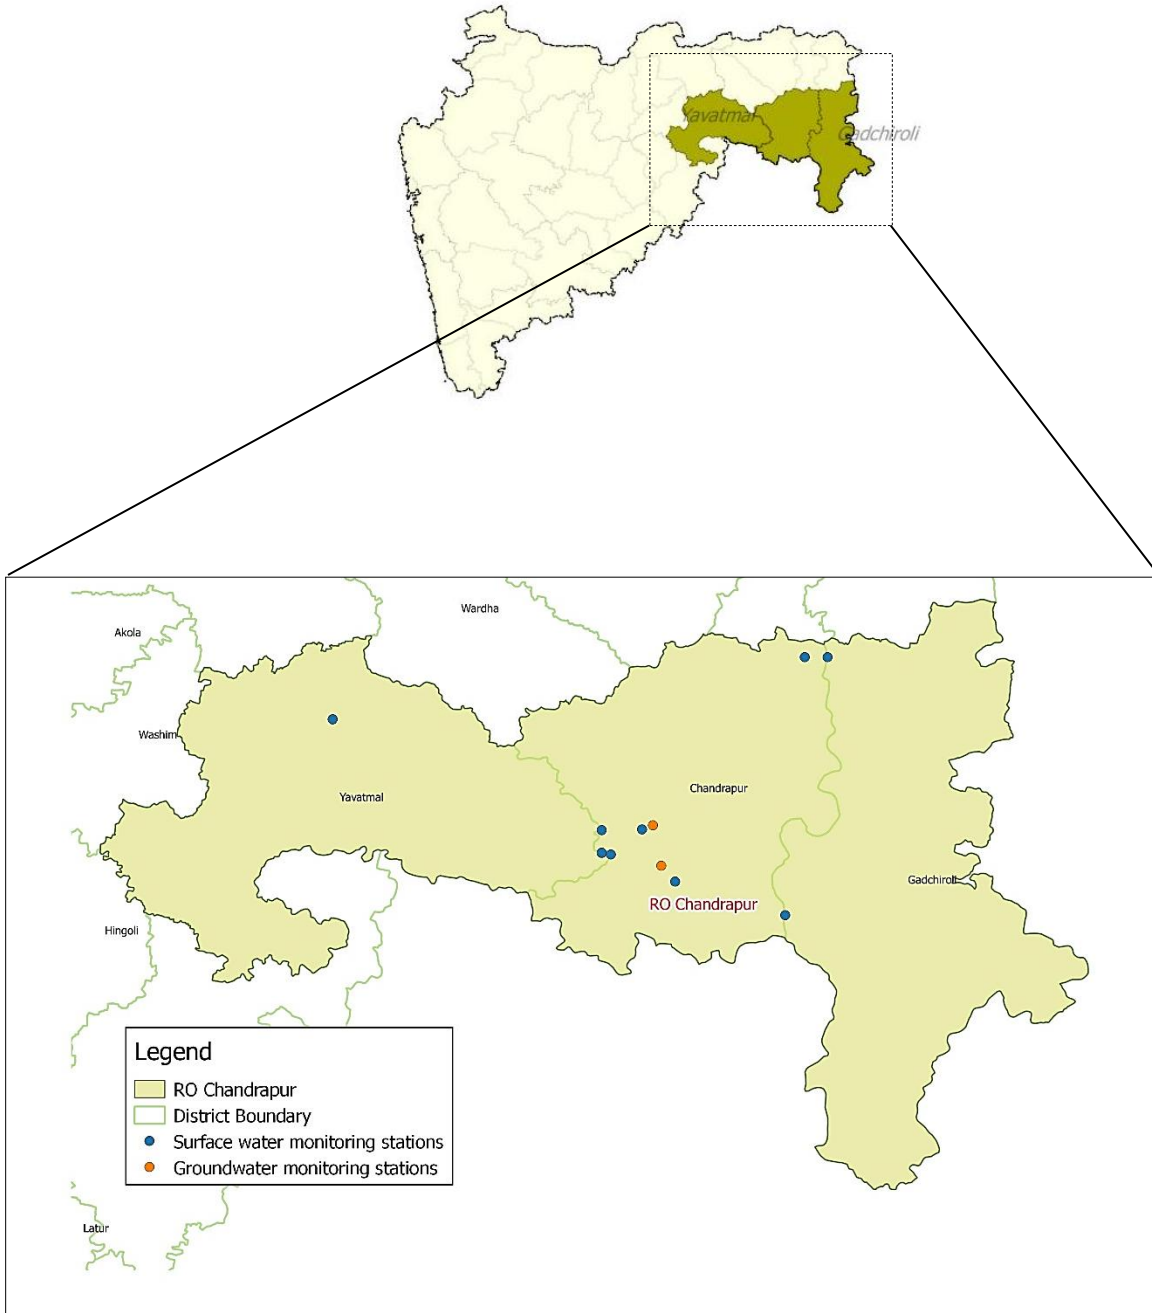 Yavatmal
Gadchiroli
Wardha
Akola
Washim
Yavatmal
Chandrapur
Gadchiroli
RO Chandrapur
Hingoli
Legend
RO Chandrapur
District Boundary
Surface water monitoring stations
Groundwater monitoring stations
Latur